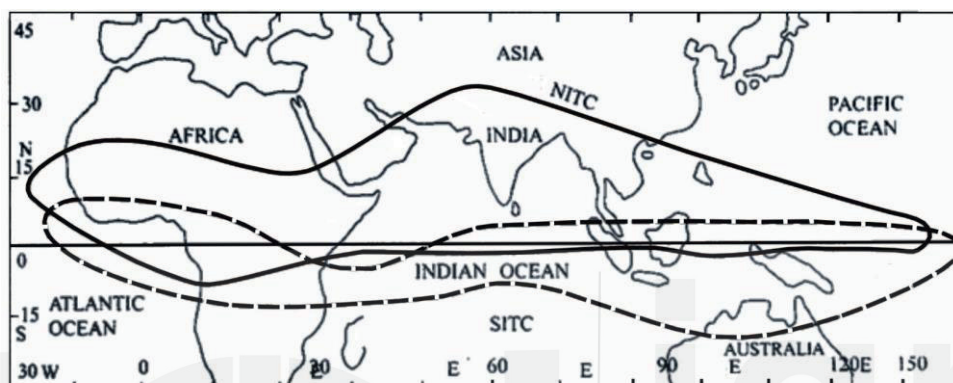 45
ASIA
30
NITC
PACIFIC
OCEAN
AFRICA
iNDIA
N
15
0
INDIAN OCEAN
ATLANTIC
OCEAN
15
S
SITC
AUSTRALIA
30 W 0 E 60 E 90 E 120E 150